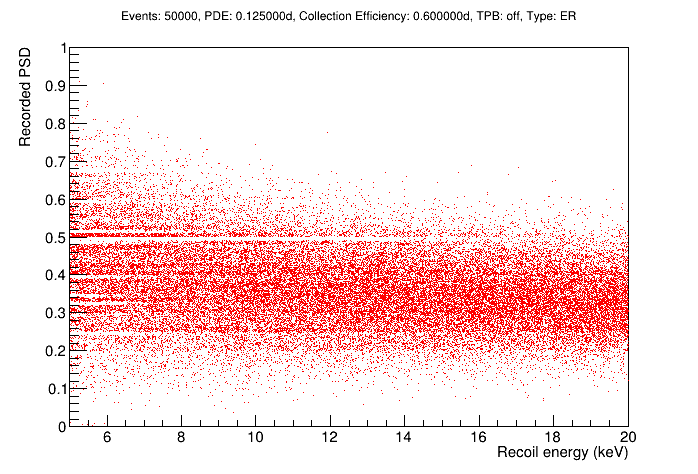 Events: 50000, PDE: 0.125000d, Collection Efficiency: 0.600000d, TPB: off, Type: ER
Recorded PSD
1
0.9
0.8
0.7
0.6
0.5
0.4
0.3
0.2
0.1
0
6 8 10 12 14 16 18 20
Recoil energy (keV)